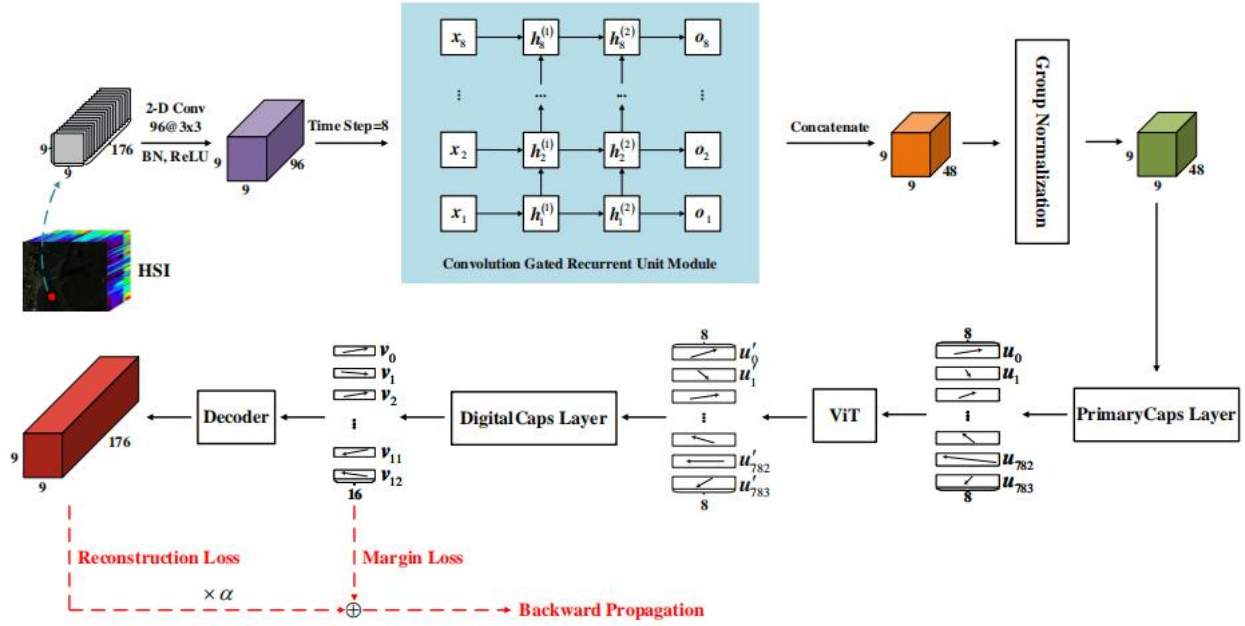 9
9
176
2-D Conv
96@3x3
BN, ReLU
9
9
96
Time Step=8
x₈
h₈⁽¹⁾
h₈⁽²⁾
o₈
⋮
...
...
⋮
x₂
h₂⁽¹⁾
h₂⁽²⁾
o₂
x₁
h₁⁽¹⁾
h₁⁽²⁾
o₁
Convolution Gated Recurrent Unit Module
Concatenate
9
9
48
Group Normalization
9
9
48
HSI
PrimaryCaps Layer
8
u₀
u₁
⋮
u₇₈₂
u₇₈₃
8
ViT
8
u′₀
u′₁
⋮
u′₇₈₂
u′₇₈₃
8
DigitalCaps Layer
v₀
v₁
v₂
⋮
v₁₁
v₁₂
16
Decoder
9
9
176
Reconstruction Loss
Margin Loss
× α
⊕
Backward Propagation